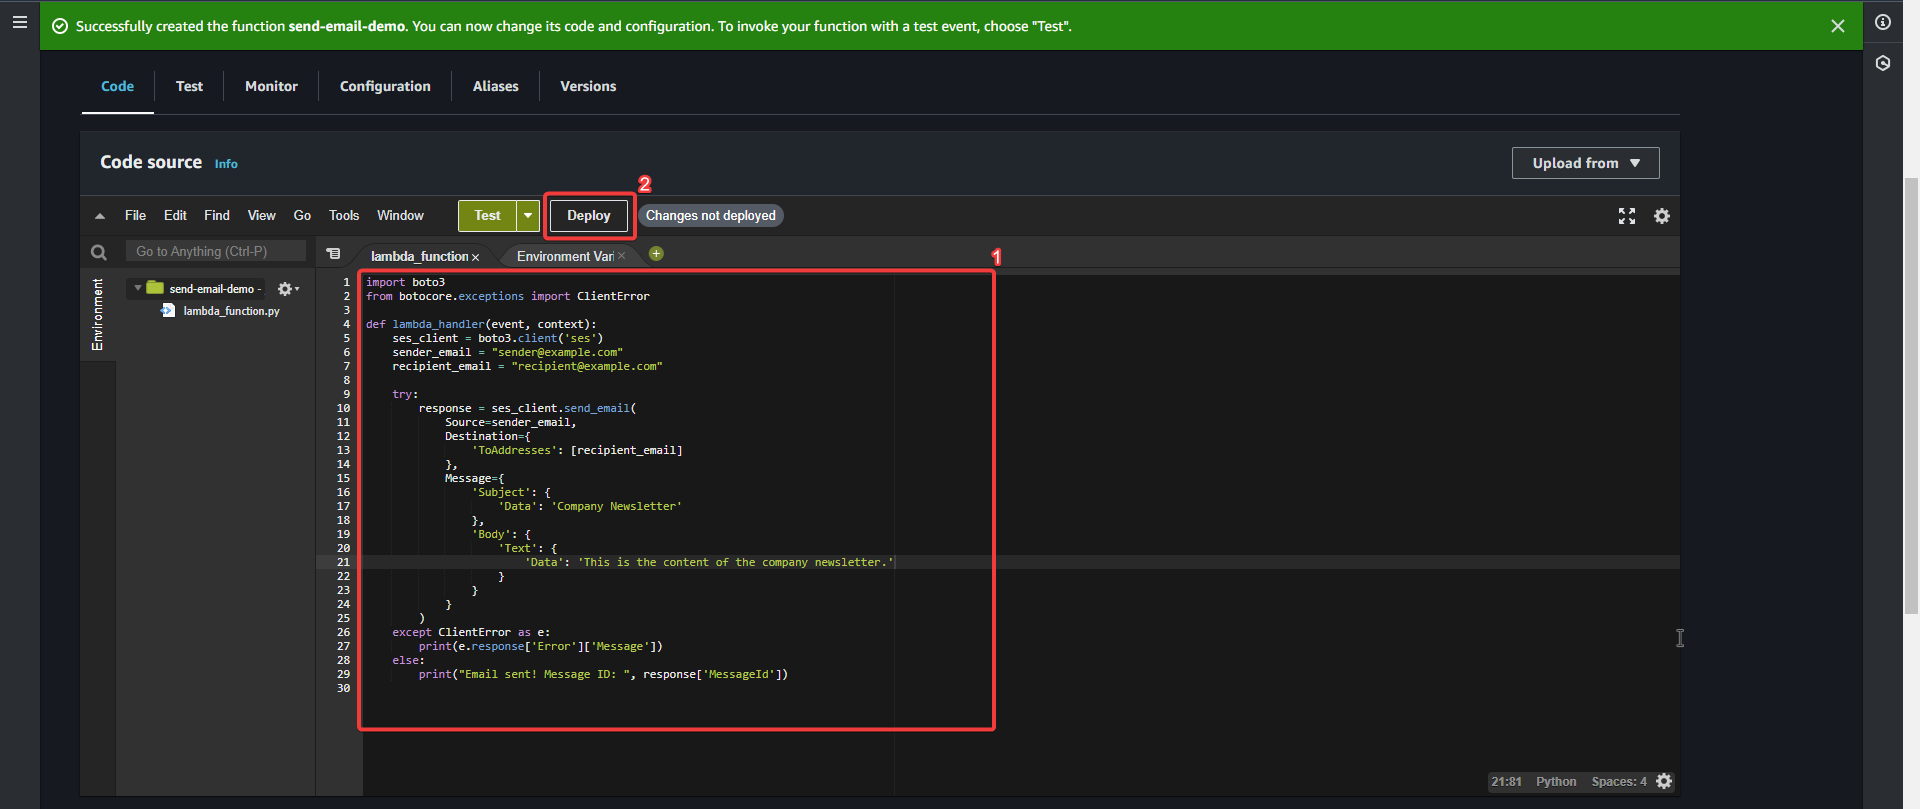 Successfully created the function send-email-demo. You can now change its code and configuration. To invoke your function with a test event, choose "Test".
Code Test Monitor Configuration Aliases Versions
Code source Info
Upload from
2
File Edit Find View Go Tools Window Test Deploy Changes not deployed
Go to Anything (Ctrl-P)
lambda_function × Environment Vari ×
1
Environment
send-email-demo -
lambda_function.py
1 import boto3
2 from botocore.exceptions import ClientError
3
4 def lambda_handler(event, context):
5     ses_client = boto3.client('ses')
6     sender_email = "sender@example.com"
7     recipient_email = "recipient@example.com"
8
9     try:
10         response = ses_client.send_email(
11             Source=sender_email,
12             Destination={
13                 'ToAddresses': [recipient_email]
14             },
15             Message={
16                 'Subject': {
17                     'Data': 'Company Newsletter'
18                 },
19                 'Body': {
20                     'Text': {
21                         'Data': 'This is the content of the company newsletter.'
22                     }
23                 }
24             }
25         )
26     except ClientError as e:
27         print(e.response['Error']['Message'])
28     else:
29         print("Email sent! Message ID: ", response['MessageId'])
30
21:81 Python Spaces: 4